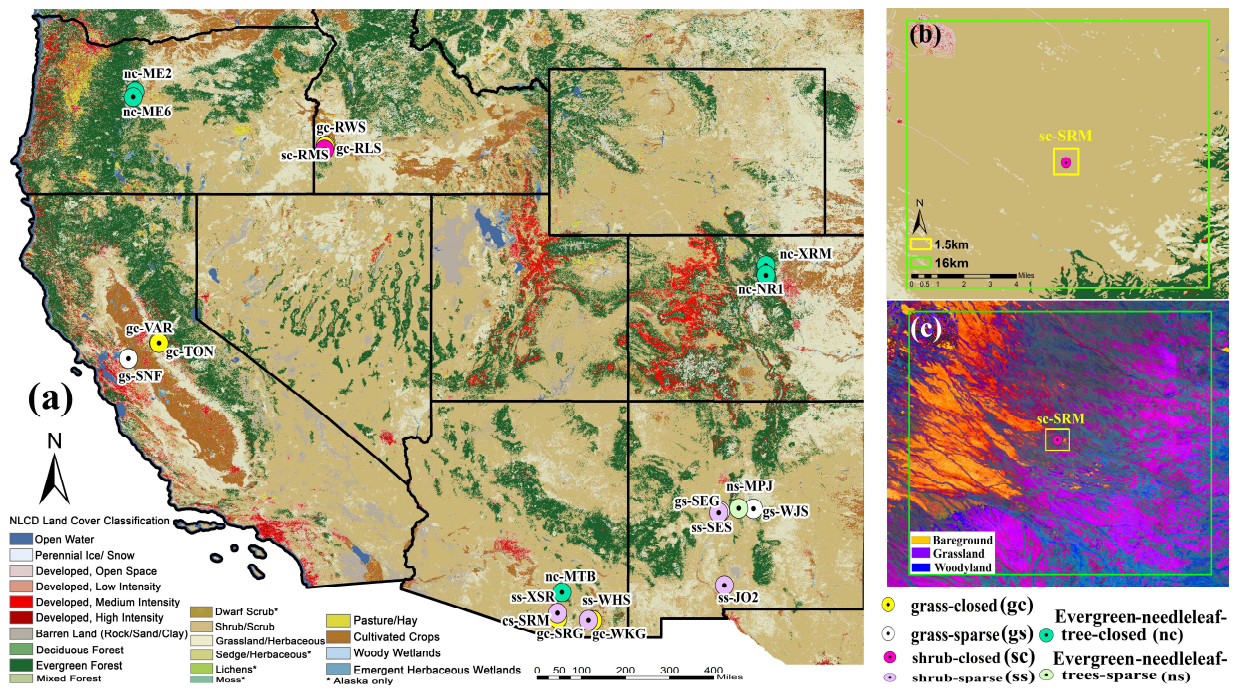 (a)
nc-ME2
nc-ME6
gc-RWS
sc-RMS
gc-RLS
nc-XRM
nc-NR1
gc-VAR
gc-TON
gs-SNF
ns-MPJ
gs-SEG
gs-WJS
ss-SES
nc-MTB
ss-XSR
ss-WHS
ss-JO2
cs-SRM
gc-SRG
gc-WKG
N
NLCD Land Cover Classification
Open Water
Perennial Ice/ Snow
Developed, Open Space
Developed, Low Intensity
Developed, Medium Intensity
Developed, High Intensity
Barren Land (Rock/Sand/Clay)
Deciduous Forest
Evergreen Forest
Mixed Forest
Dwarf Scrub*
Shrub/Scrub
Grassland/Herbaceous
Sedge/Herbaceous*
Lichens*
Moss*
Pasture/Hay
Cultivated Crops
Woody Wetlands
Emergent Herbaceous Wetlands
* Alaska only
0 50 100 200 300 400
Miles
(b)
sc-SRM
N
1.5km
16km
0 0.5 1 2 3 4
Miles
(c)
sc-SRM
Bareground
Grassland
Woodyland
grass-closed (gc)
grass-sparse (gs)
shrub-closed (sc)
shrub-sparse (ss)
Evergreen-needleleaf-
tree-closed (nc)
Evergreen-needleleaf-
trees-sparse (ns)